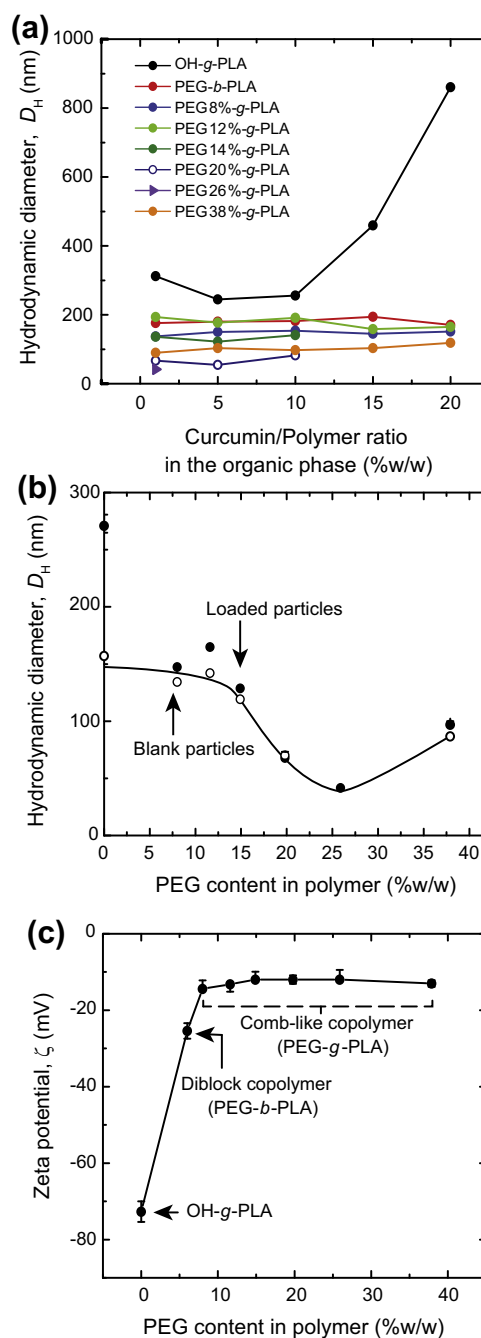 (a)
Hydrodynamic diameter, D_H (nm)
1000
800
600
400
200
0
OH-g-PLA
PEG-b-PLA
PEG8%-g-PLA
PEG12%-g-PLA
PEG14%-g-PLA
PEG20%-g-PLA
PEG26%-g-PLA
PEG38%-g-PLA
0 5 10 15 20
Curcumin/Polymer ratio
in the organic phase (%w/w)
(b)
Hydrodynamic diameter, D_H (nm)
300
200
100
0
Loaded particles
Blank particles
0 5 10 15 20 25 30 35 40
PEG content in polymer (%w/w)
(c)
Zeta potential, ζ (mV)
0
-20
-40
-60
-80
Comb-like copolymer
(PEG-g-PLA)
Diblock copolymer
(PEG-b-PLA)
OH-g-PLA
0 10 20 30 40
PEG content in polymer (%w/w)